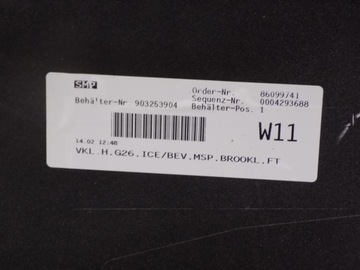 SMP
Order-Nr. 86099741
Behälter-Nr 903253904 Sequenz-Nr. 0004293688
Behälter-Pos. 1
W11
14.02 12:48
VKL.H.G26.ICE/BEV.MSP.BROOKL.FT